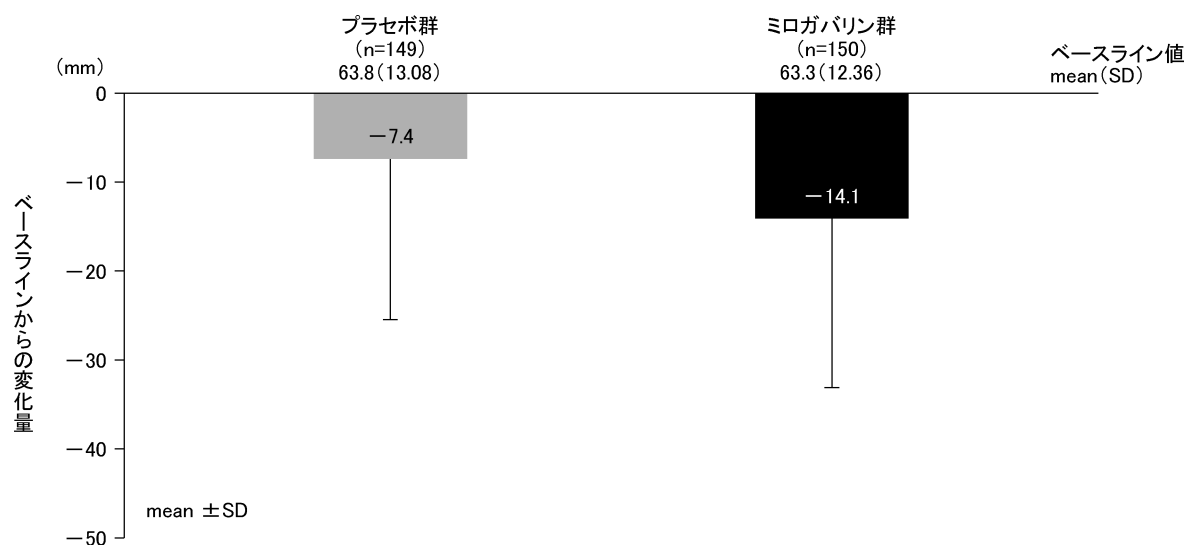 プラセボ群
(n=149)
63.8(13.08)
ミロガバリン群
(n=150)
63.3(12.36)
ベースライン値
mean(SD)
(mm)
0
−10
−20
−30
−40
−50
ベースラインからの変化量
−7.4
−14.1
mean ±SD